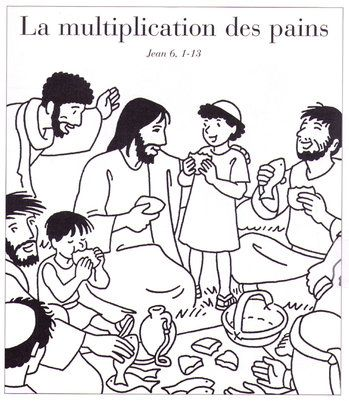 La multiplication des pains
Jean 6, 1-13